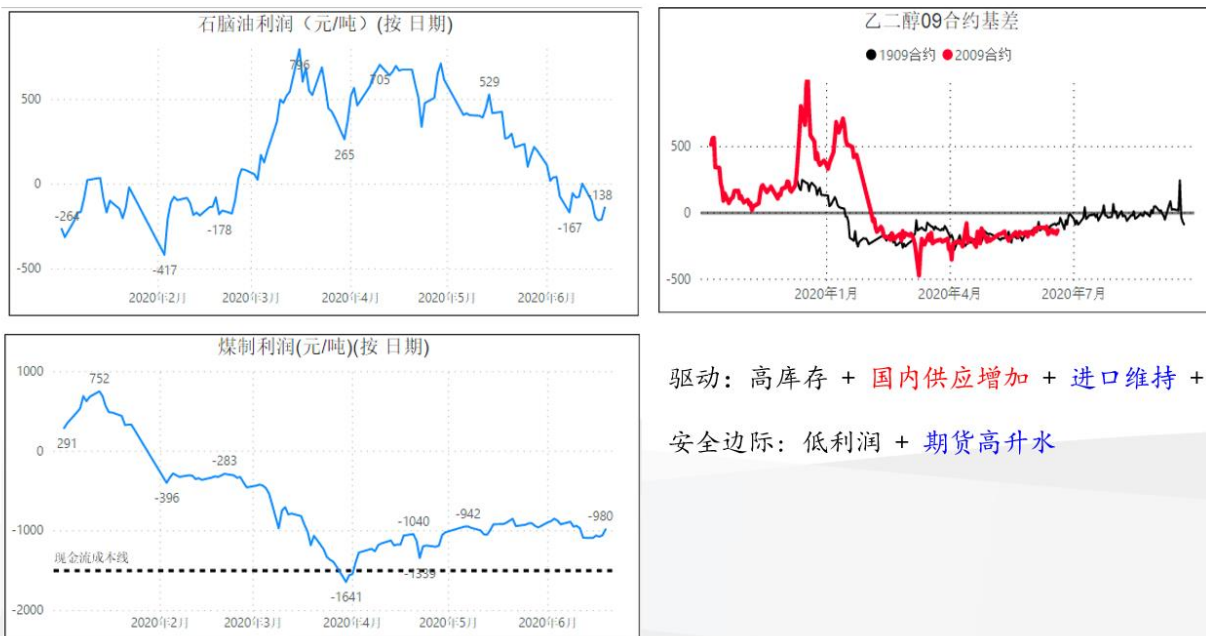 石脑油利润（元/吨）(按 日期)
500
0
-500
-264
-417
-178
796
265
705
529
-167
-138
2020年2月 2020年3月 2020年4月 2020年5月 2020年6月
乙二醇09合约基差
1909合约 2009合约
500
0
-500
2020年1月 2020年4月 2020年7月
煤制利润(元/吨)(按 日期)
1000
0
-1000
-2000
291
752
-396
-283
-1641
-1040
-1339
-942
-980
现金流成本线
2020年2月 2020年3月 2020年4月 2020年5月 2020年6月
驱动：高库存 + 国内供应增加 + 进口维持 +
安全边际：低利润 + 期货高升水